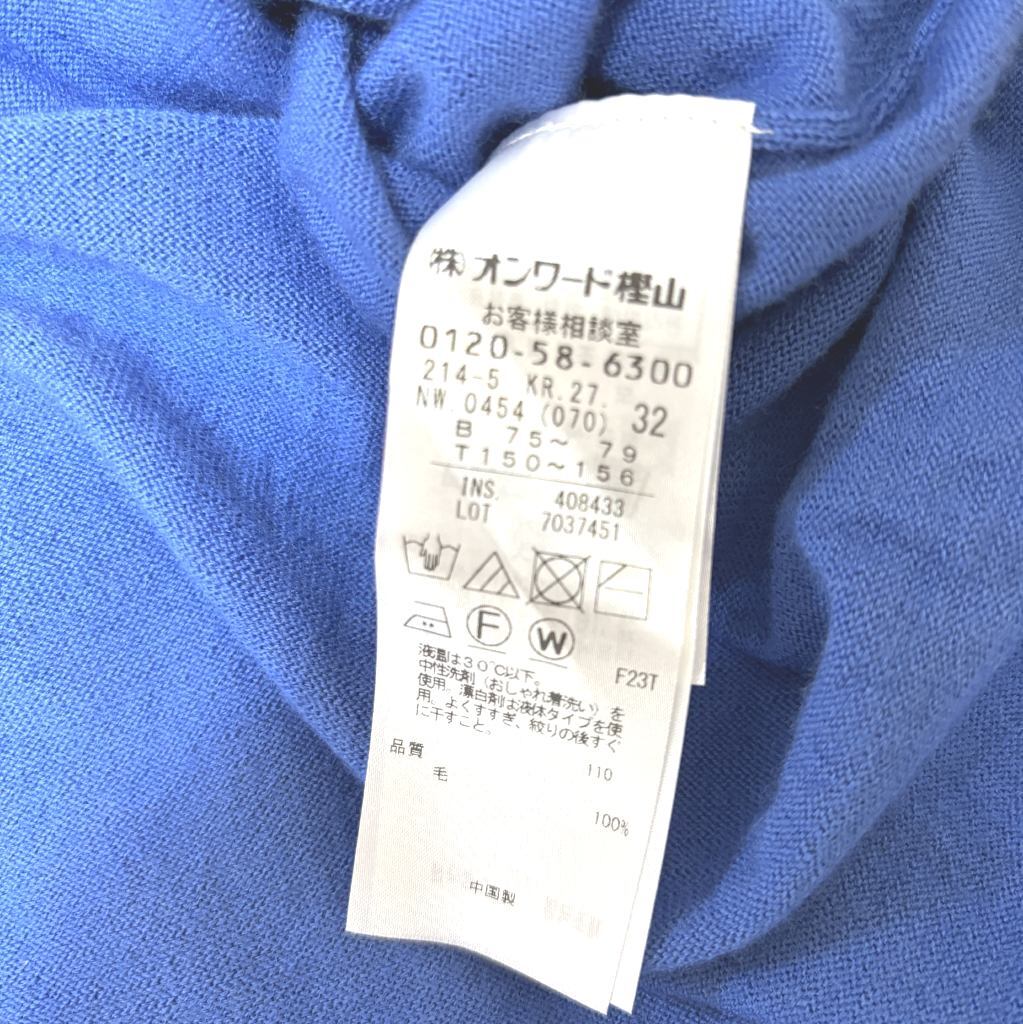 (株)オンワード樫山
お客様相談室
0120-58-6300
214-5 KR.27.
NW.0454 (070) 32
B 75～ 79
T150～156
INS. 408433
LOT 7037451
F W
F23T
液温は30℃以下。
中性洗剤(おしゃれ着洗い)を
使用。漂白剤は液体タイプを使
用。よくすすぎ、絞りの後すぐ
に干すこと。
品質
110
毛
100%
中国製